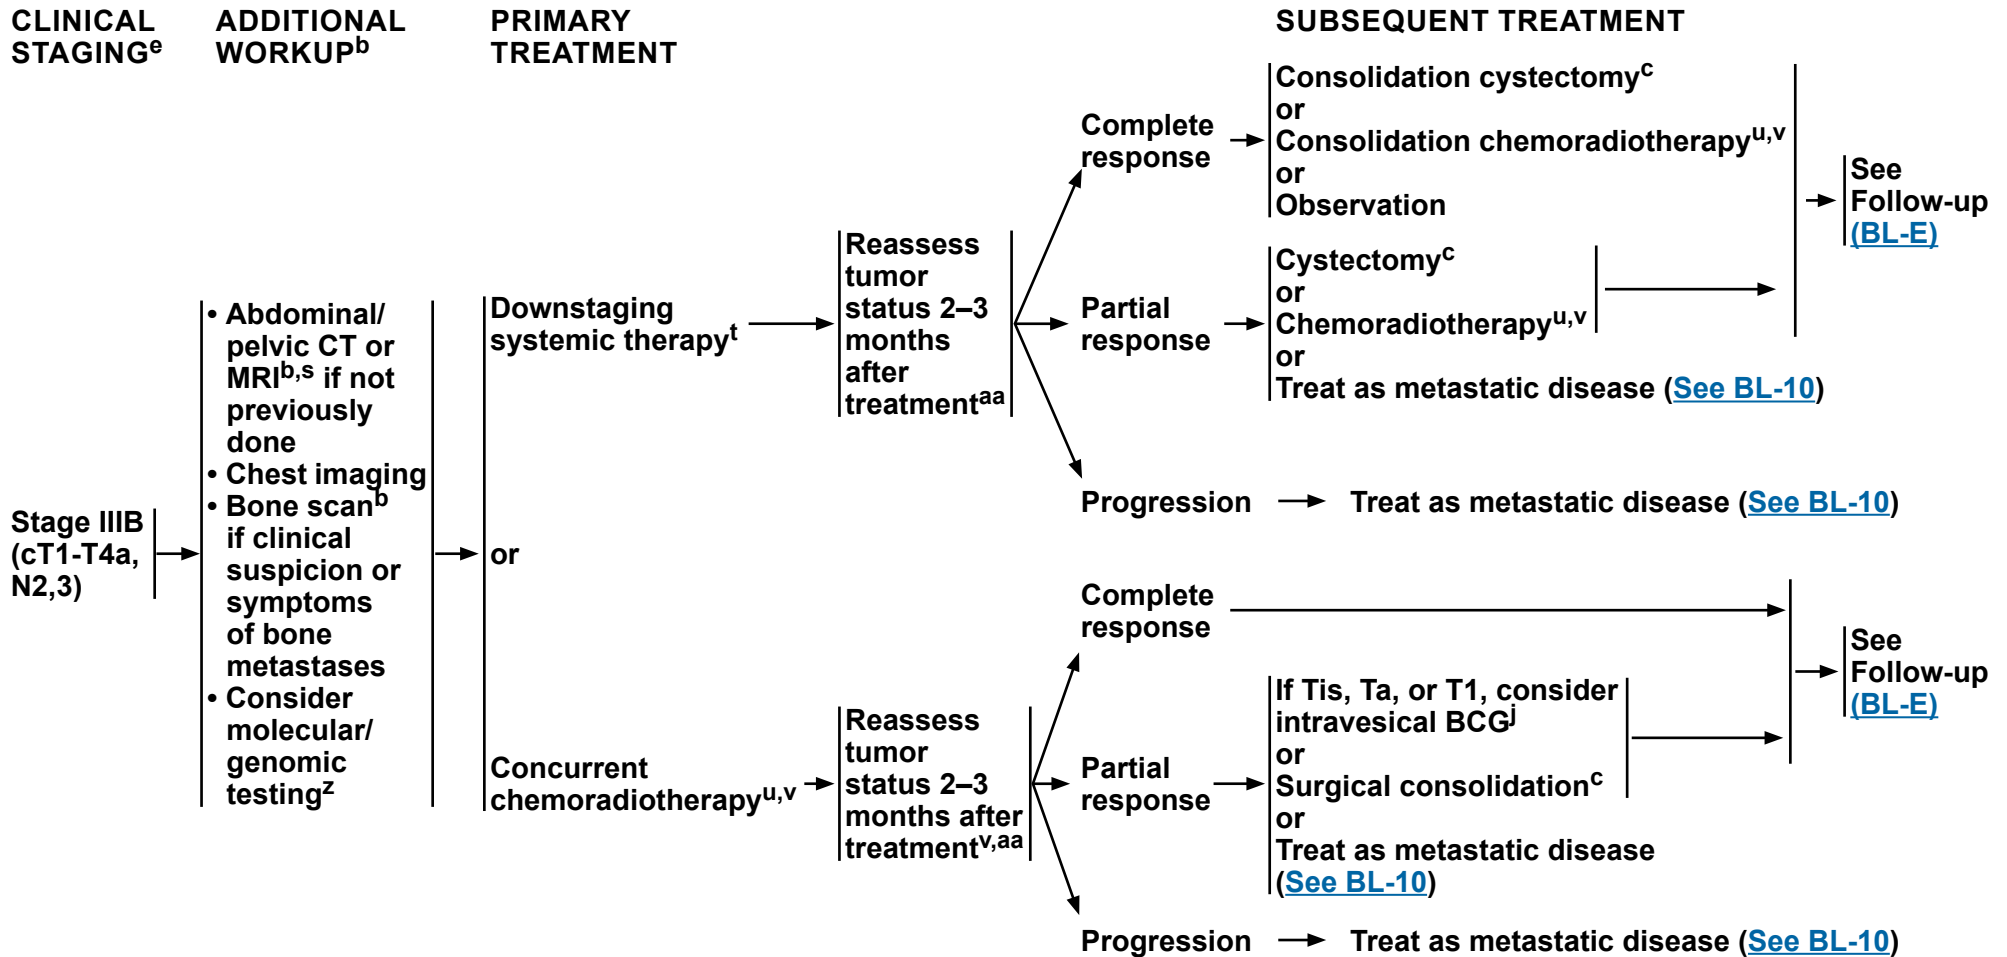 CLINICAL
STAGINGe
ADDITIONAL
WORKUPb
PRIMARY
TREATMENT
SUBSEQUENT TREATMENT
Stage IIIB
(cT1-T4a,
N2,3)
• Abdominal/
pelvic CT or
MRIb,s if not
previously
done
• Chest imaging
• Bone scanb
if clinical
suspicion or
symptoms
of bone
metastases
• Consider
molecular/
genomic
testingz
Downstaging
systemic therapyt
or
Concurrent
chemoradiotherapyu,v
Reassess
tumor
status 2–3
months
after
treatmentaa
Complete
response
Consolidation cystectomyc
or
Consolidation chemoradiotherapyu,v
or
Observation
Partial
response
Cystectomyc
or
Chemoradiotherapyu,v
or
Treat as metastatic disease (See BL-10)
See
Follow-up
(BL-E)
Progression
Treat as metastatic disease (See BL-10)
Reassess
tumor
status 2–3
months after
treatmentv,aa
Complete
response
Partial
response
If Tis, Ta, or T1, consider
intravesical BCGj
or
Surgical consolidationc
or
Treat as metastatic disease
(See BL-10)
See
Follow-up
(BL-E)
Progression
Treat as metastatic disease (See BL-10)